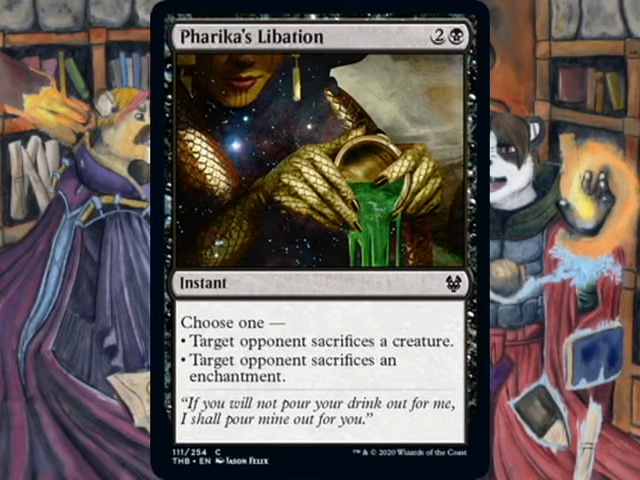 Pharika's Libation 2
Instant
Choose one —
• Target opponent sacrifices a creature.
• Target opponent sacrifices an
enchantment.
"If you will not pour your drink out for me,
I shall pour mine out for you."
111/254 C
THB • EN Jason Felix ™ & © 2020 Wizards of the Coast